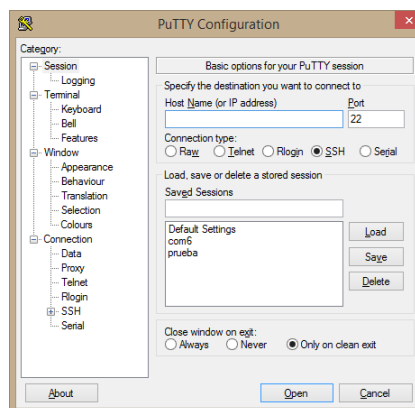 PuTTY Configuration
Category:
Session
Logging
Terminal
Keyboard
Bell
Features
Window
Appearance
Behaviour
Translation
Selection
Colours
Connection
Data
Proxy
Telnet
Rlogin
SSH
Serial
Basic options for your PuTTY session
Specify the destination you want to connect to
Host Name (or IP address) Port
22
Connection type:
Raw Telnet Rlogin SSH Serial
Load, save or delete a stored session
Saved Sessions
Default Settings
com6
prueba
Load
Save
Delete
Close window on exit:
Always Never Only on clean exit
About Open Cancel